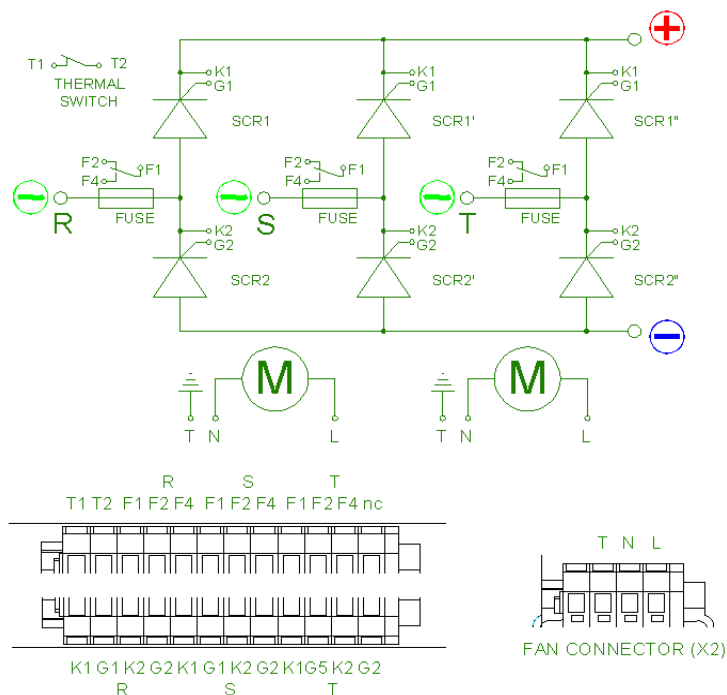 T1 T2
THERMAL
SWITCH
K1
G1
SCR1
K1
G1
SCR1'
K1
G1
SCR1"
F2
F1
F4
FUSE
R
F2
F1
F4
FUSE
S
F2
F1
F4
FUSE
T
K2
G2
SCR2
K2
G2
SCR2'
K2
G2
SCR2"
M
T N L
M
T N L
R S T
T1 T2 F1 F2 F4 F1 F2 F4 F1 F2 F4 nc
K1 G1 K2 G2 K1 G1 K2 G2 K1 G5 K2 G2
R S T
T N L
FAN CONNECTOR (X2)